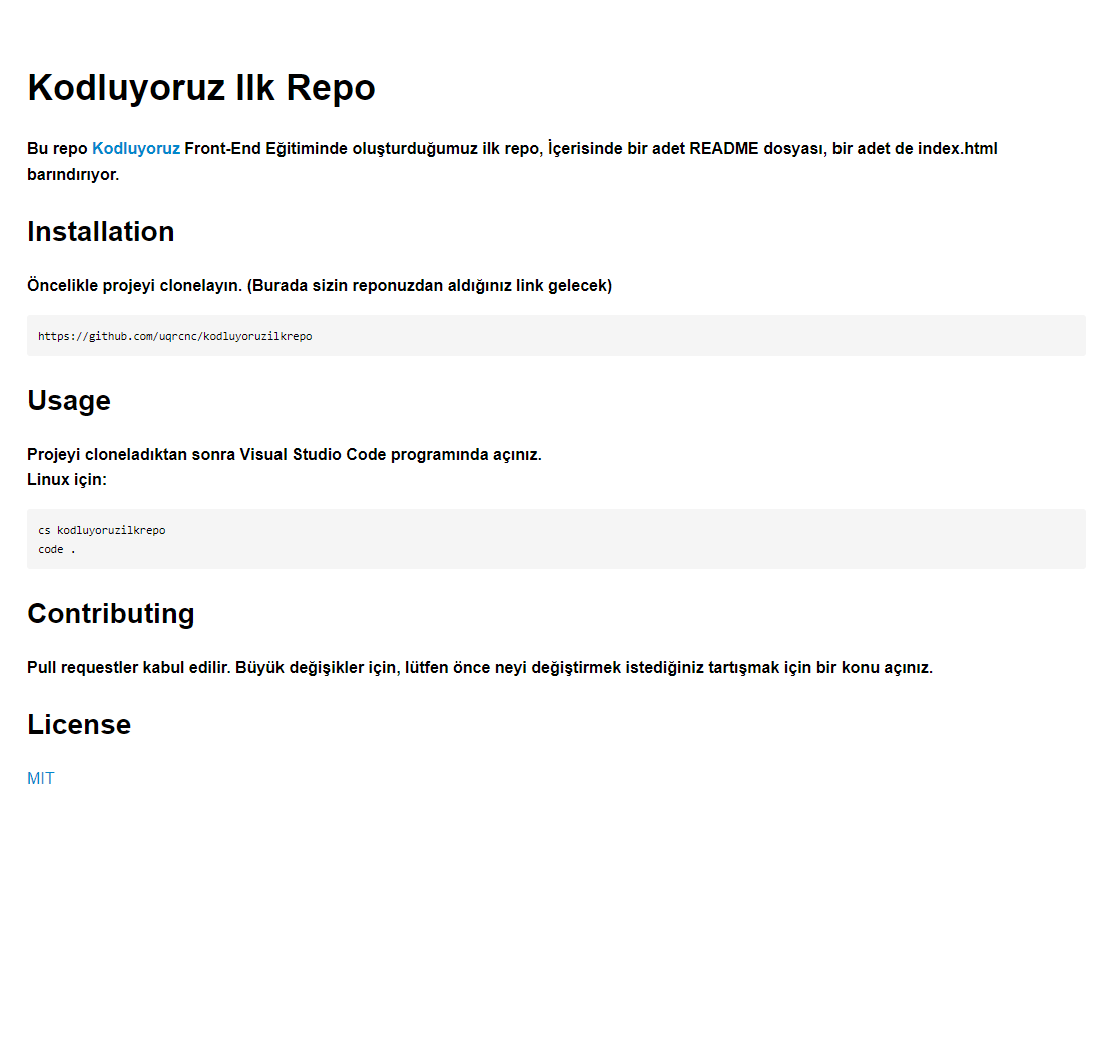 Kodluyoruz Ilk Repo
Bu repo Kodluyoruz Front-End Eğitiminde oluşturduğumuz ilk repo, İçerisinde bir adet README dosyası, bir adet de index.html
barındırıyor.
Installation
Öncelikle projeyi clonelayın. (Burada sizin reponuzdan aldığınız link gelecek)
https://github.com/uqrcnc/kodluyoruzilkrepo
Usage
Projeyi cloneladıktan sonra Visual Studio Code programında açınız.
Linux için:
cs kodluyoruzilkrepo
code .
Contributing
Pull requestler kabul edilir. Büyük değişikler için, lütfen önce neyi değiştirmek istediğiniz tartışmak için bir konu açınız.
License
MIT